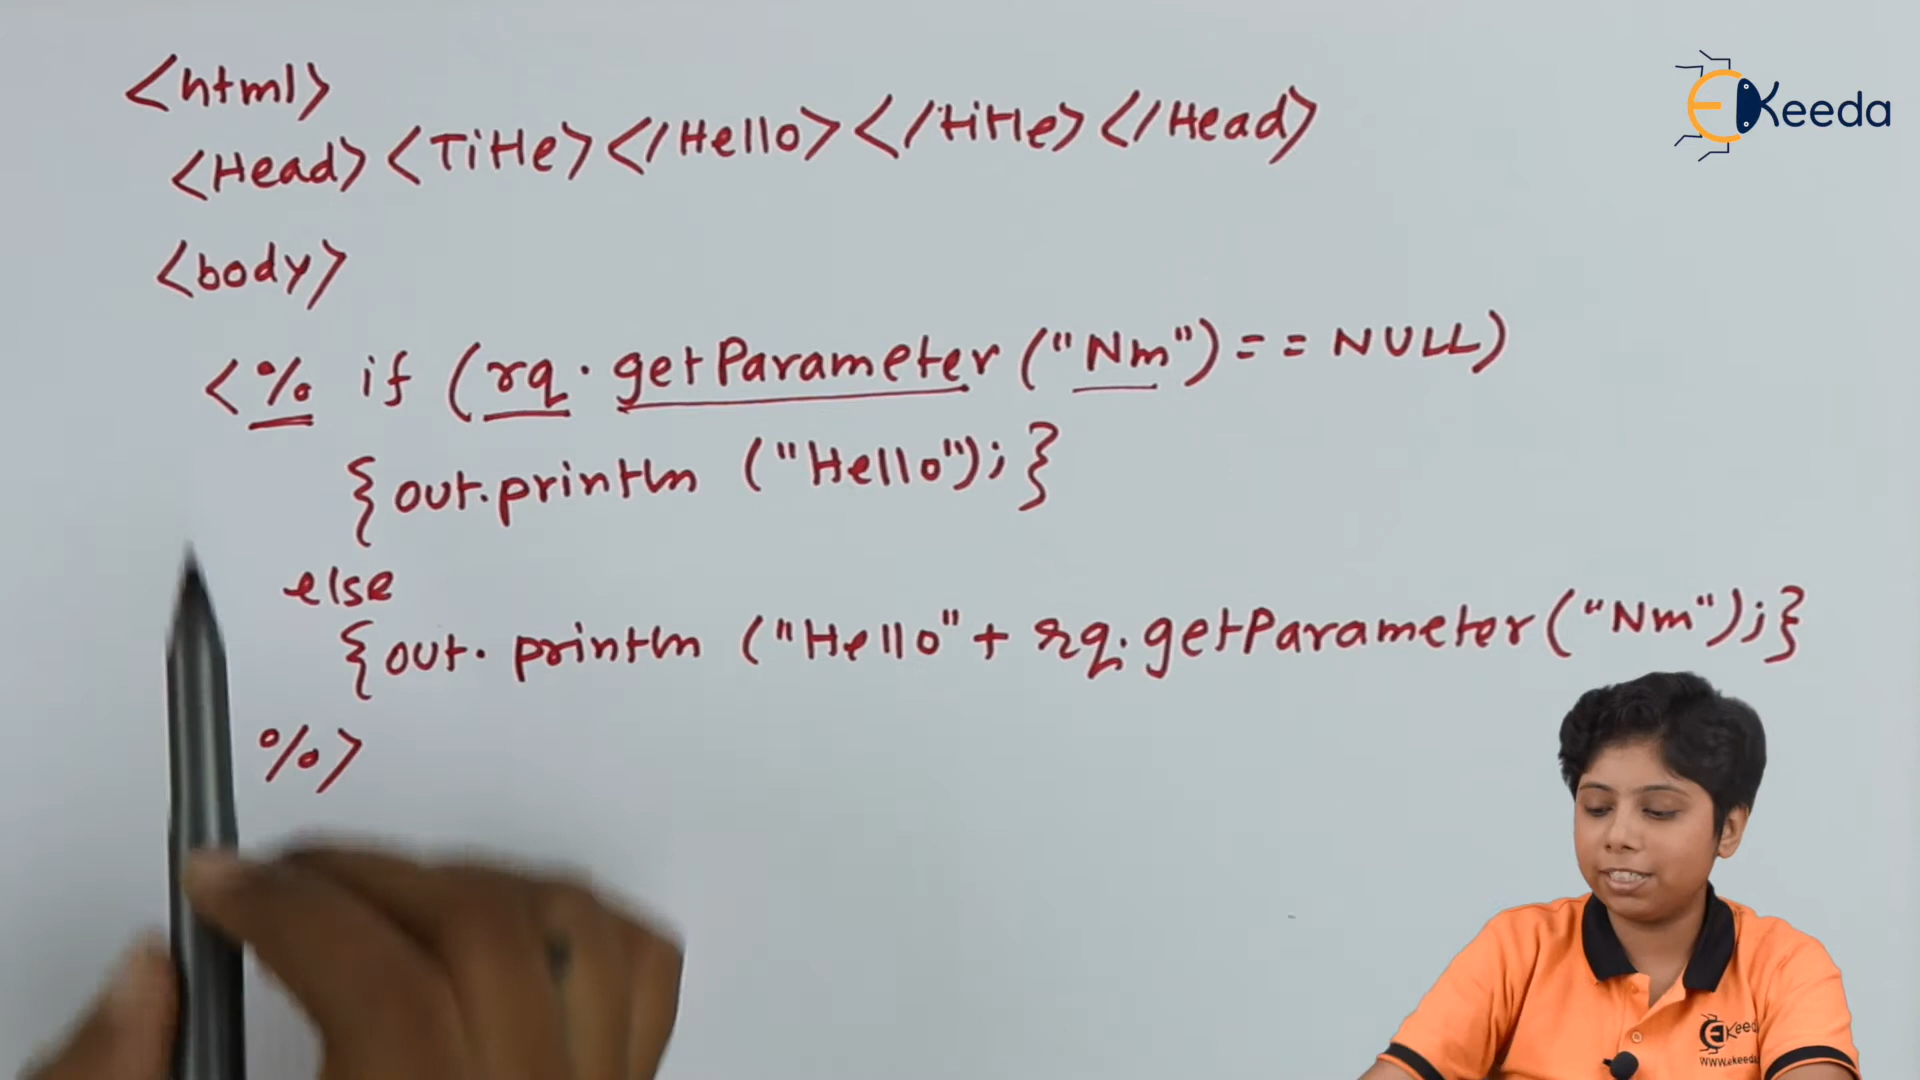 <html>
EKeeda
<Head><Title></Hello></title></Head>
<body>
<% if (rq.getParameter("Nm")==NULL)
{out.println ("Hello");}
else
{out.println ("Hello"+ rq.getParameter("Nm");}
%>